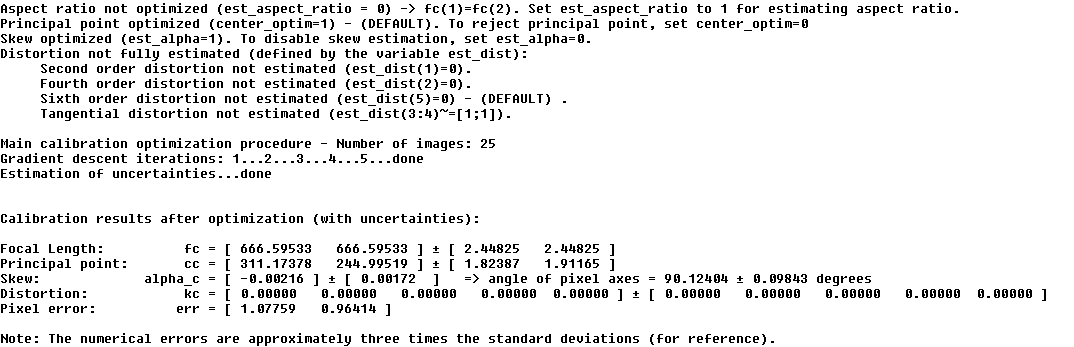 Aspect ratio not optimized (est_aspect_ratio = 0) -> fc(1)=fc(2). Set est_aspect_ratio to 1 for estimating aspect ratio.
Principal point optimized (center_optim=1) - (DEFAULT). To reject principal point, set center_optim=0
Skew optimized (est_alpha=1). To disable skew estimation, set est_alpha=0.
Distortion not fully estimated (defined by the variable est_dist):
     Second order distortion not estimated (est_dist(1)=0).
     Fourth order distortion not estimated (est_dist(2)=0).
     Sixth order distortion not estimated (est_dist(5)=0) - (DEFAULT) .
     Tangential distortion not estimated (est_dist(3:4)~=[1;1]).

Main calibration optimization procedure - Number of images: 25
Gradient descent iterations: 1...2...3...4...5...done
Estimation of uncertainties...done

Calibration results after optimization (with uncertainties):

Focal Length:          fc = [ 666.59533   666.59533 ] ± [ 2.44825   2.44825 ]
Principal point:       cc = [ 311.17378   244.99519 ] ± [ 1.82387   1.91165 ]
Skew:             alpha_c = [ -0.00216 ] ± [ 0.00172  ]   => angle of pixel axes = 90.12404 ± 0.09843 degrees
Distortion:            kc = [ 0.00000   0.00000   0.00000   0.00000  0.00000 ] ± [ 0.00000   0.00000   0.00000   0.00000  0.00000 ]
Pixel error:          err = [ 1.07759   0.96414 ]

Note: The numerical errors are approximately three times the standard deviations (for reference).